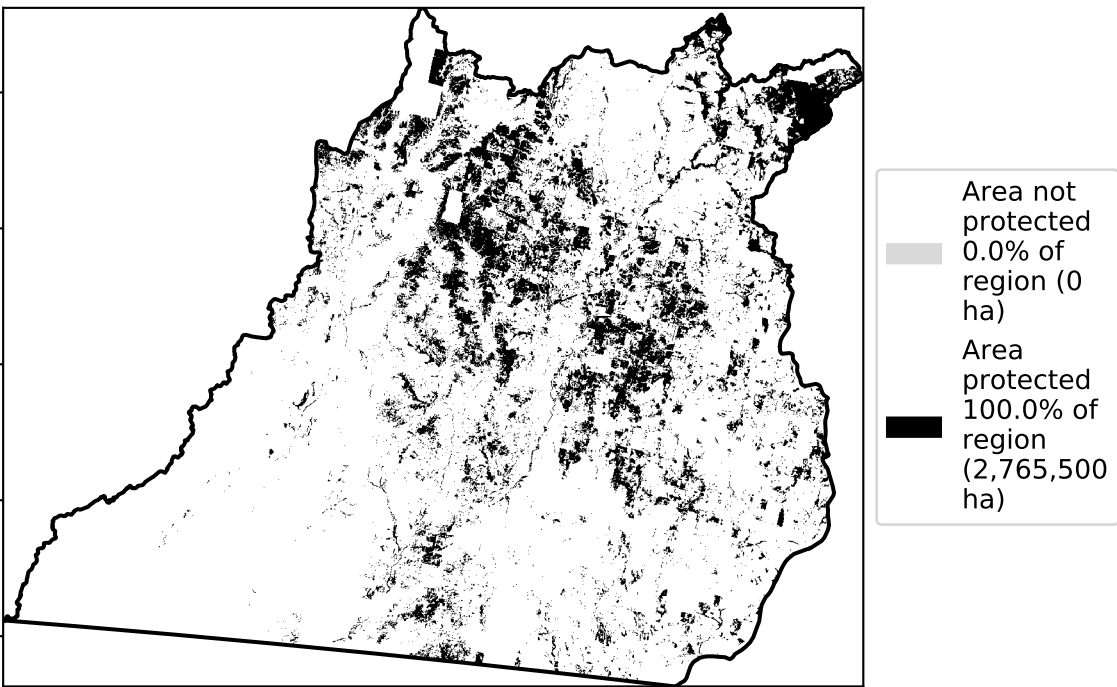 Area not
protected
0.0% of
region (0
ha)
Area
protected
100.0% of
region
(2,765,500
ha)